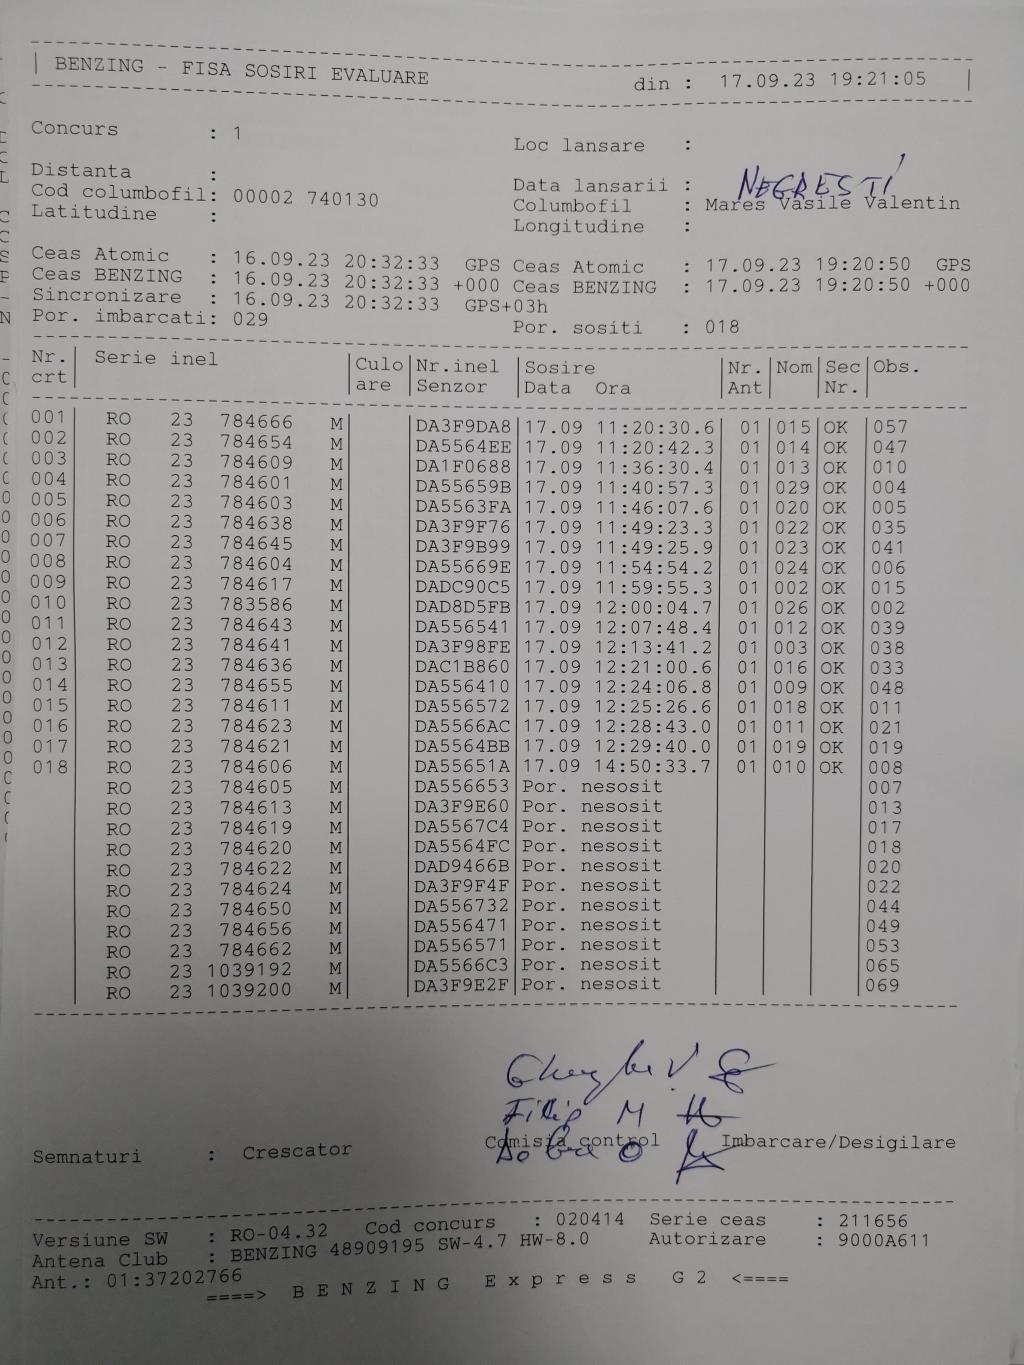 BENZING - FISA SOSIRI EVALUARE din : 17.09.23 19:21:05
Concurs : 1
Loc lansare :
Distanta :
Data lansarii : NEGRESTI
Cod columbofil: 00002 740130
Columbofil : Mares Vasile Valentin
Latitudine :
Longitudine :
Ceas Atomic : 16.09.23 20:32:33 GPS Ceas Atomic : 17.09.23 19:20:50 GPS
Ceas BENZING : 16.09.23 20:32:33 +000 Ceas BENZING : 17.09.23 19:20:50 +000
Sincronizare : 16.09.23 20:32:33 GPS+03h
Por. imbarcati: 029 Por. sositi : 018
Nr. Serie inel Culo Nr.inel Sosire Nr. Nom Sec Obs.
crt are Senzor Data Ora Ant Nr.
001 RO 23 784666 M DA3F9DA8 17.09 11:20:30.6 01 015 OK 057
002 RO 23 784654 M DA5564EE 17.09 11:20:42.3 01 014 OK 047
003 RO 23 784609 M DA1F0688 17.09 11:36:30.4 01 013 OK 010
004 RO 23 784601 M DA55659B 17.09 11:40:57.3 01 029 OK 004
005 RO 23 784603 M DA5563FA 17.09 11:46:07.6 01 020 OK 005
006 RO 23 784638 M DA3F9F76 17.09 11:49:23.3 01 022 OK 035
007 RO 23 784645 M DA3F9B99 17.09 11:49:25.9 01 023 OK 041
008 RO 23 784604 M DA55669E 17.09 11:54:54.2 01 024 OK 006
009 RO 23 784617 M DADC90C5 17.09 11:59:55.3 01 002 OK 015
010 RO 23 783586 M DAD8D5FB 17.09 12:00:04.7 01 026 OK 002
011 RO 23 784643 M DA556541 17.09 12:07:48.4 01 012 OK 039
012 RO 23 784641 M DA3F98FE 17.09 12:13:41.2 01 003 OK 038
013 RO 23 784636 M DAC1B860 17.09 12:21:00.6 01 016 OK 033
014 RO 23 784655 M DA556410 17.09 12:24:06.8 01 009 OK 048
015 RO 23 784611 M DA556572 17.09 12:25:26.6 01 018 OK 011
016 RO 23 784623 M DA5566AC 17.09 12:28:43.0 01 011 OK 021
017 RO 23 784621 M DA5564BB 17.09 12:29:40.0 01 019 OK 019
018 RO 23 784606 M DA55651A 17.09 14:50:33.7 01 010 OK 008
RO 23 784605 M DA556653 Por. nesosit 007
RO 23 784613 M DA3F9E60 Por. nesosit 013
RO 23 784619 M DA5567C4 Por. nesosit 017
RO 23 784620 M DA5564FC Por. nesosit 018
RO 23 784622 M DAD9466B Por. nesosit 020
RO 23 784624 M DA3F9F4F Por. nesosit 022
RO 23 784650 M DA556732 Por. nesosit 044
RO 23 784656 M DA556471 Por. nesosit 049
RO 23 784662 M DA556571 Por. nesosit 053
RO 23 1039192 M DA5566C3 Por. nesosit 065
RO 23 1039200 M DA3F9E2F Por. nesosit 069
Filip M
Semnaturi : Crescator Comisia control Imbarcare/Desigilare
Versiune SW : RO-04.32 Cod concurs : 020414 Serie ceas : 211656
Antena Club : BENZING 48909195 SW-4.7 HW-8.0 Autorizare : 9000A611
Ant.: 01:37202766
====> B E N Z I N G E x p r e s s G 2 <====